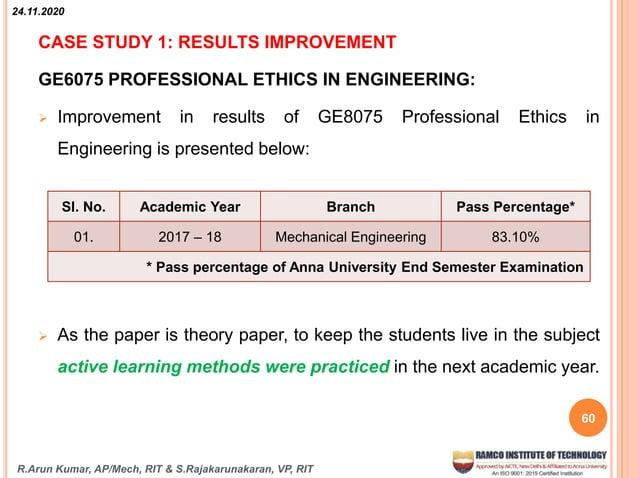 24.11.2020
CASE STUDY 1: RESULTS IMPROVEMENT
GE6075 PROFESSIONAL ETHICS IN ENGINEERING:
➢ Improvement in results of GE8075 Professional Ethics in
Engineering is presented below:
Sl. No. Academic Year Branch Pass Percentage*
01. 2017 – 18 Mechanical Engineering 83.10%
* Pass percentage of Anna University End Semester Examination
➢ As the paper is theory paper, to keep the students live in the subject
active learning methods were practiced in the next academic year.
60
R.Arun Kumar, AP/Mech, RIT & S.Rajakarunakaran, VP, RIT
RAMCO INSTITUTE OF TECHNOLOGY
Approved by AICTE, New Delhi & Affiliated to Anna University
An ISO 9001: 2015 Certified Institution